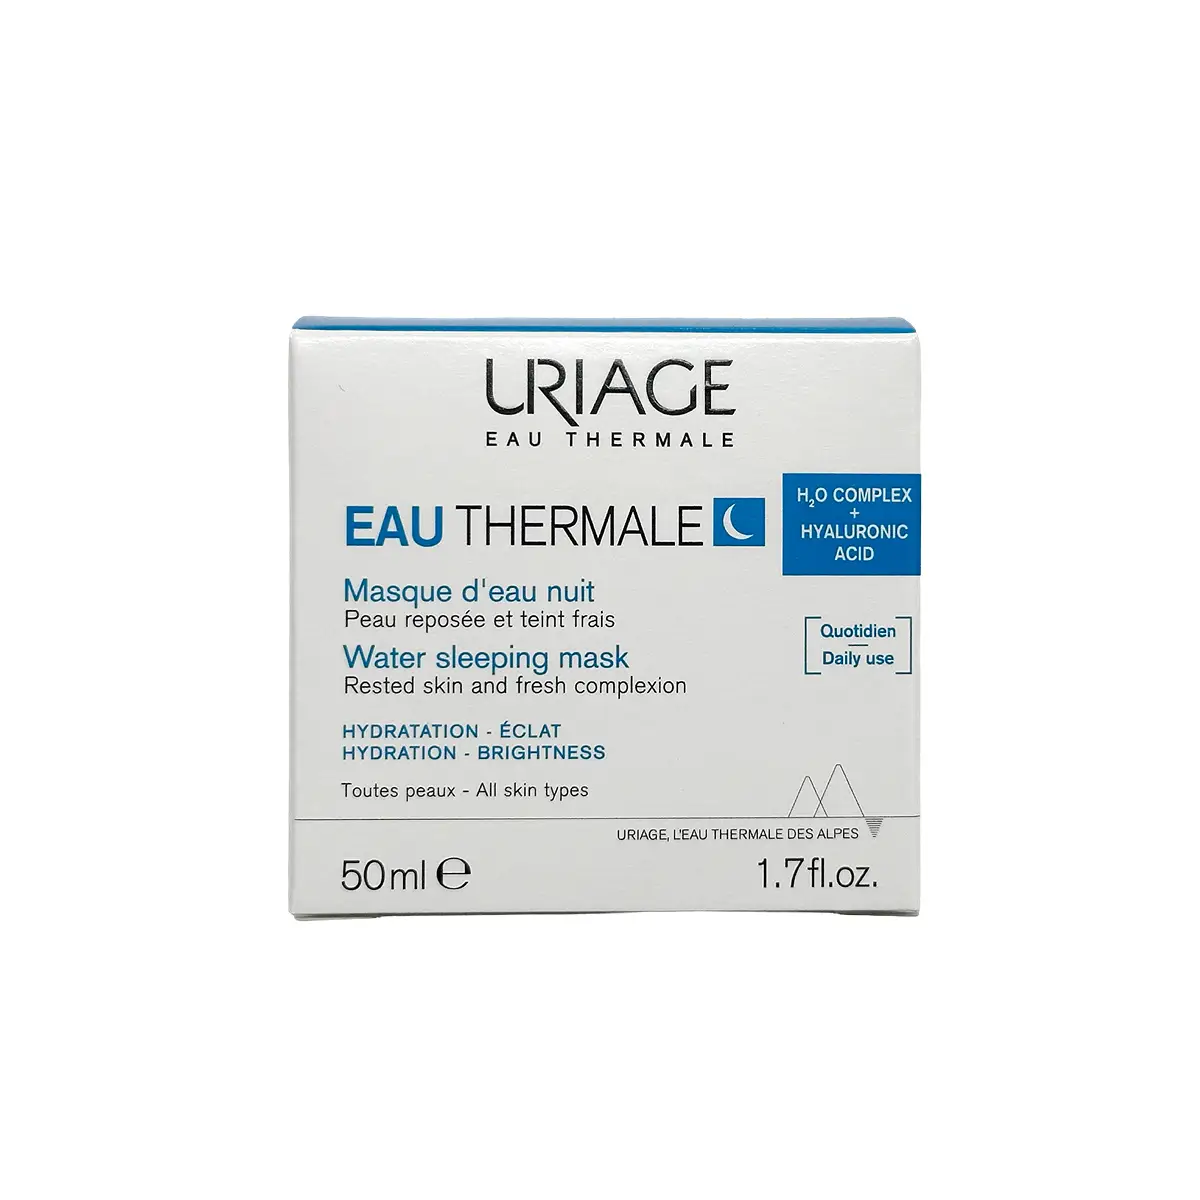 URIAGE
EAU THERMALE
EAU THERMALE
H₂O COMPLEX
+
HYALURONIC
ACID
Masque d'eau nuit
Peau reposée et teint frais
Water sleeping mask
Rested skin and fresh complexion
Quotidien
Daily use
HYDRATATION - ÉCLAT
HYDRATION - BRIGHTNESS
Toutes peaux - All skin types
URIAGE, L'EAU THERMALE DES ALPES
50ml ℮
1.7fl.oz.